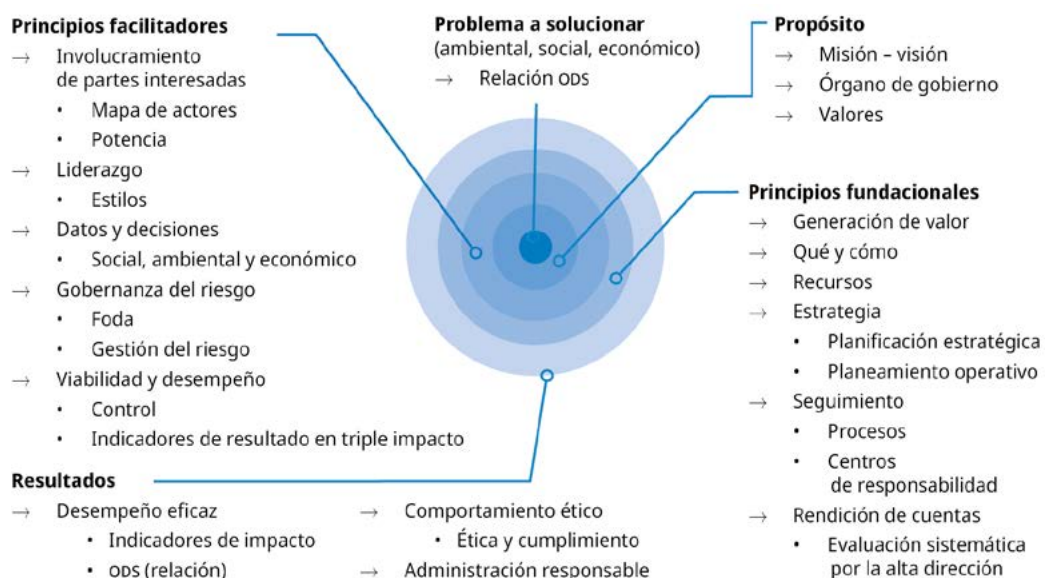 Principios facilitadores
→ Involucramiento
de partes interesadas
• Mapa de actores
• Potencia
→ Liderazgo
• Estilos
→ Datos y decisiones
• Social, ambiental y económico
→ Gobernanza del riesgo
• Foda
• Gestión del riesgo
→ Viabilidad y desempeño
• Control
• Indicadores de resultado en triple impacto
Problema a solucionar
(ambiental, social, económico)
→ Relación ODS
Propósito
→ Misión – visión
→ Órgano de gobierno
→ Valores
Principios fundacionales
→ Generación de valor
→ Qué y cómo
→ Recursos
→ Estrategia
• Planificación estratégica
• Planeamiento operativo
→ Seguimiento
• Procesos
• Centros
de responsabilidad
→ Rendición de cuentas
• Evaluación sistemática
por la alta dirección
Resultados
→ Desempeño eficaz
• Indicadores de impacto
• ODS (relación)
→ Comportamiento ético
• Ética y cumplimiento
→ Administración responsable